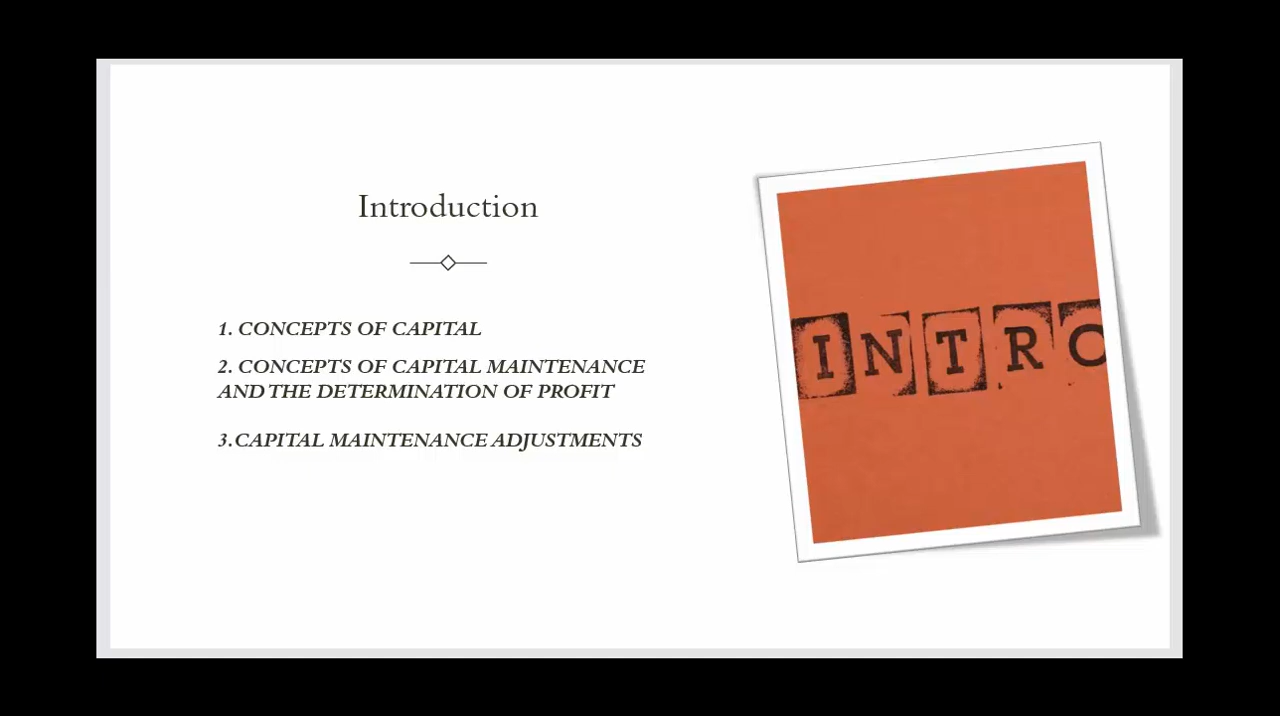 Introduction
1. CONCEPTS OF CAPITAL
2. CONCEPTS OF CAPITAL MAINTENANCE
AND THE DETERMINATION OF PROFIT
3.CAPITAL MAINTENANCE ADJUSTMENTS
INTRO